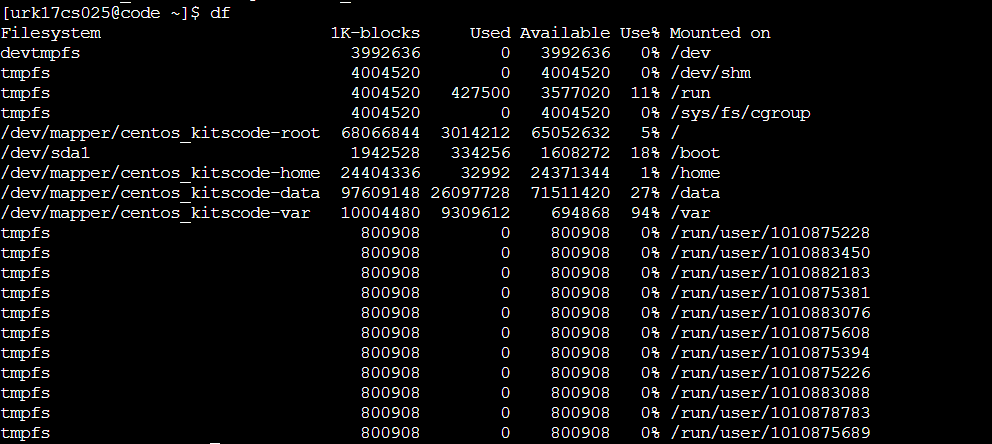 [urk17cs025@code ~]$ df
Filesystem 1K-blocks Used Available Use% Mounted on
devtmpfs 3992636 0 3992636 0% /dev
tmpfs 4004520 0 4004520 0% /dev/shm
tmpfs 4004520 427500 3577020 11% /run
tmpfs 4004520 0 4004520 0% /sys/fs/cgroup
/dev/mapper/centos_kitscode-root 68066844 3014212 65052632 5% /
/dev/sda1 1942528 334256 1608272 18% /boot
/dev/mapper/centos_kitscode-home 24404336 32992 24371344 1% /home
/dev/mapper/centos_kitscode-data 97609148 26097728 71511420 27% /data
/dev/mapper/centos_kitscode-var 10004480 9309612 694868 94% /var
tmpfs 800908 0 800908 0% /run/user/1010875228
tmpfs 800908 0 800908 0% /run/user/1010883450
tmpfs 800908 0 800908 0% /run/user/1010882183
tmpfs 800908 0 800908 0% /run/user/1010875381
tmpfs 800908 0 800908 0% /run/user/1010883076
tmpfs 800908 0 800908 0% /run/user/1010875608
tmpfs 800908 0 800908 0% /run/user/1010875394
tmpfs 800908 0 800908 0% /run/user/1010875226
tmpfs 800908 0 800908 0% /run/user/1010883088
tmpfs 800908 0 800908 0% /run/user/1010878783
tmpfs 800908 0 800908 0% /run/user/1010875689